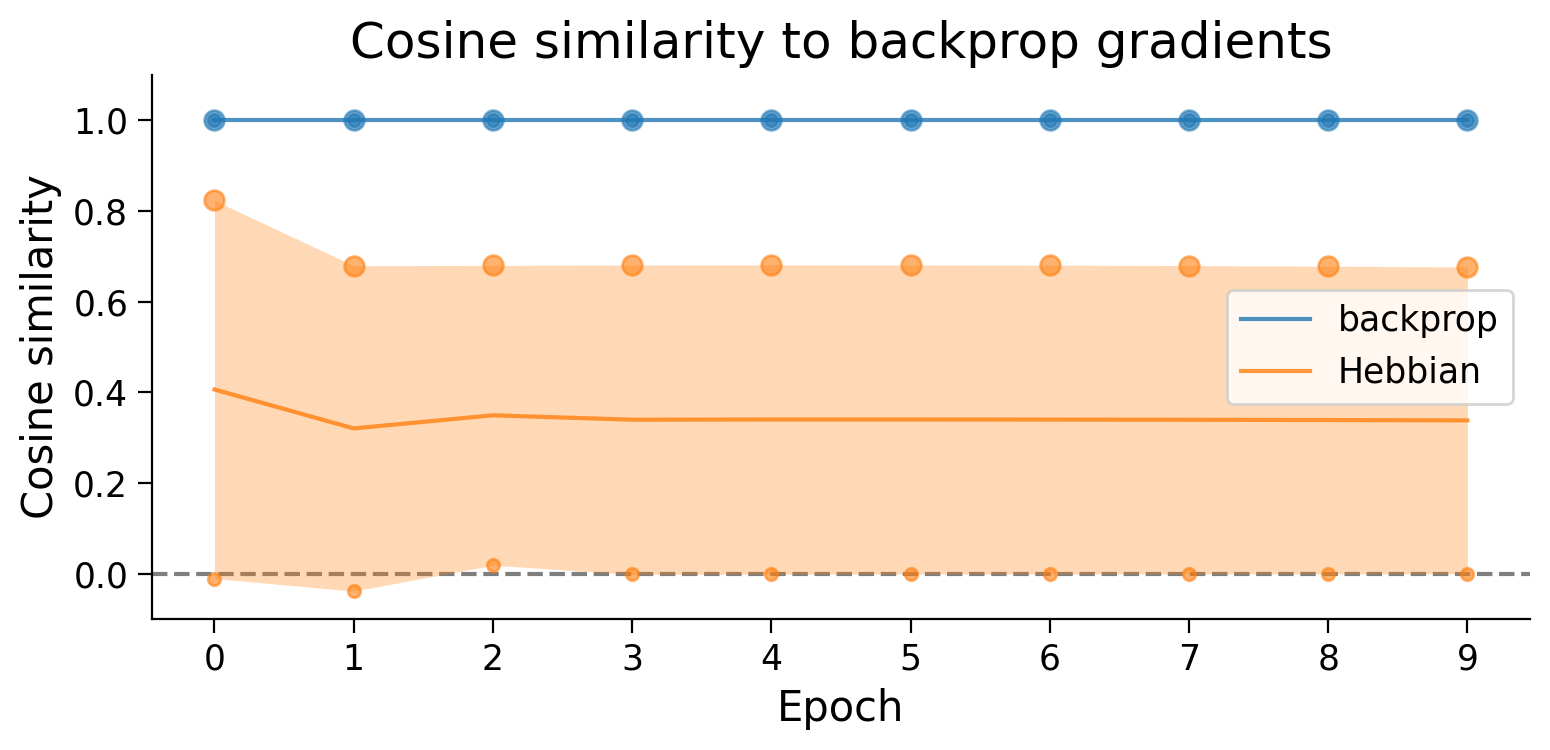 Cosine similarity to backprop gradients
Cosine similarity
1.0
0.8
0.6
0.4
0.2
0.0
backprop
Hebbian
0 1 2 3 4 5 6 7 8 9
Epoch